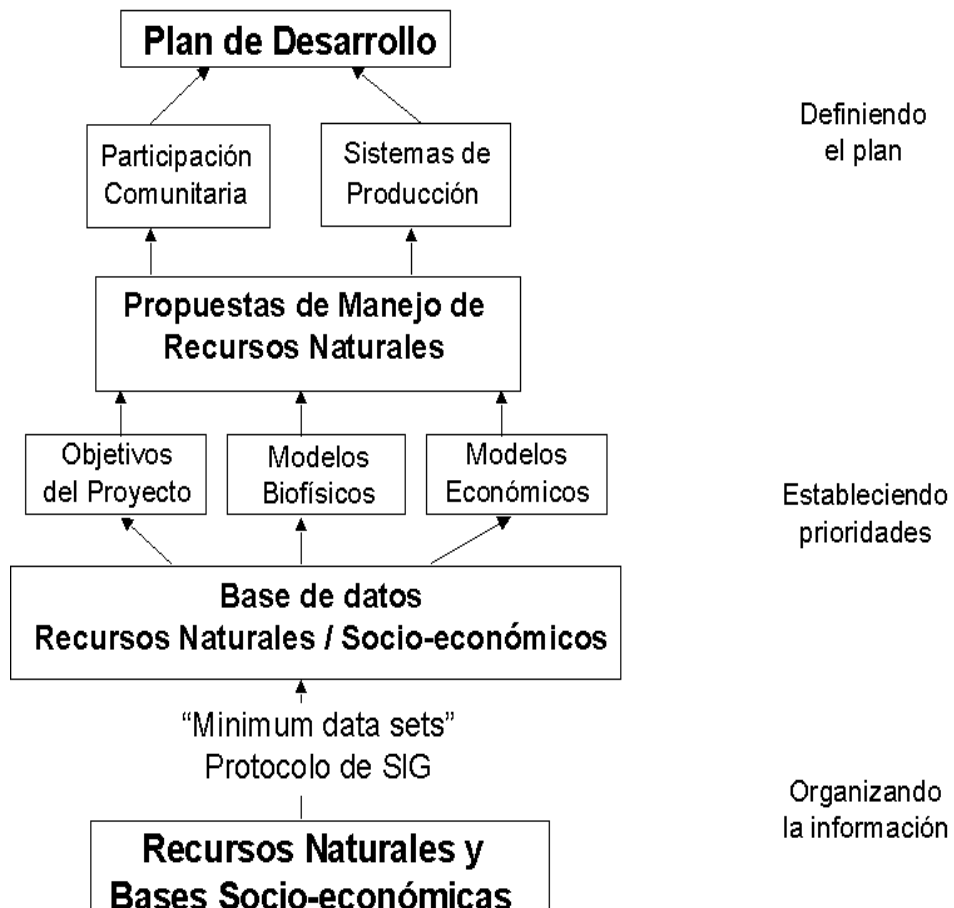 Plan de Desarrollo
Participación
Comunitaria
Sistemas de
Producción
Definiendo
el plan
Propuestas de Manejo de
Recursos Naturales
Objetivos
del Proyecto
Modelos
Biofísicos
Modelos
Económicos
Estableciendo
prioridades
Base de datos
Recursos Naturales / Socio-económicos
“Minimum data sets”
Protocolo de SIG
Organizando
la información
Recursos Naturales y
Bases Socio-económicas